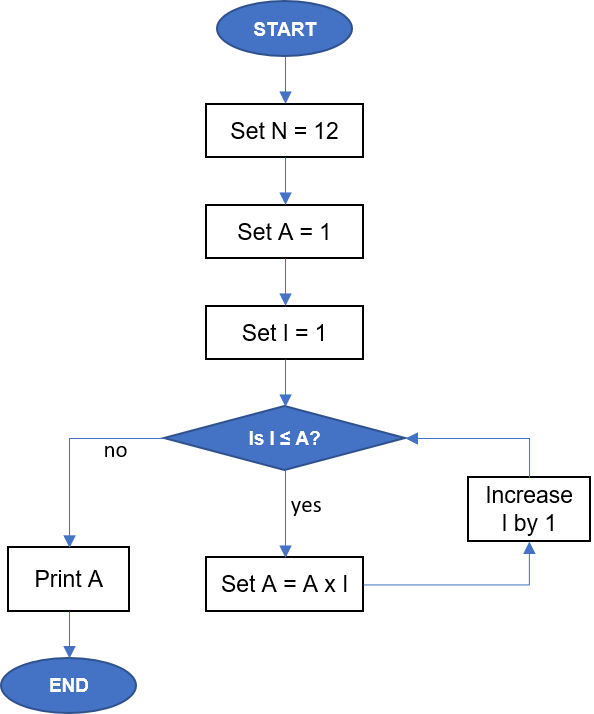 START
Set N = 12
Set A = 1
Set I = 1
Is I ≤ A?
no
yes
Increase
I by 1
Print A
Set A = A x I
END